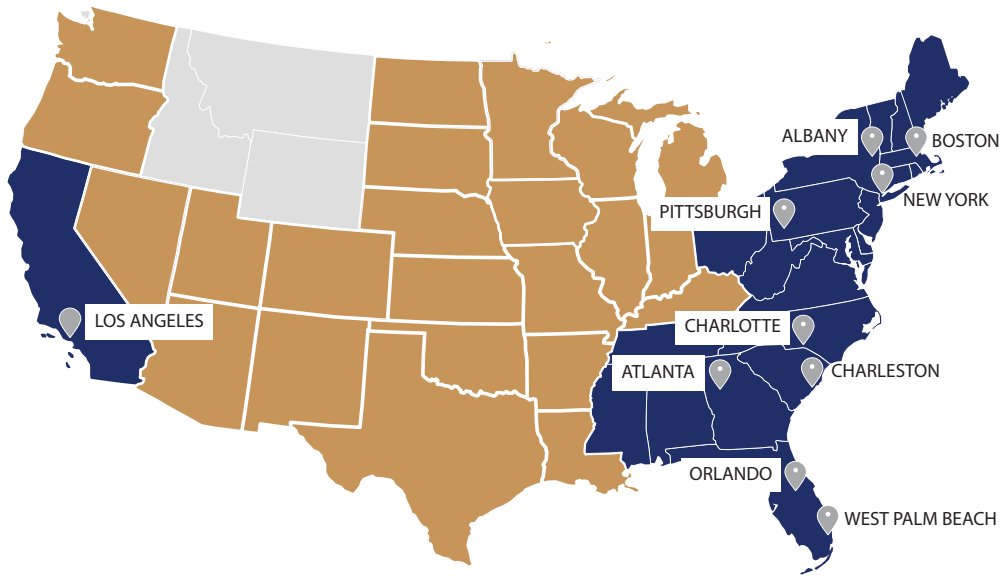 ALBANY
BOSTON
NEW YORK
PITTSBURGH
LOS ANGELES
CHARLOTTE
ATLANTA
CHARLESTON
ORLANDO
WEST PALM BEACH